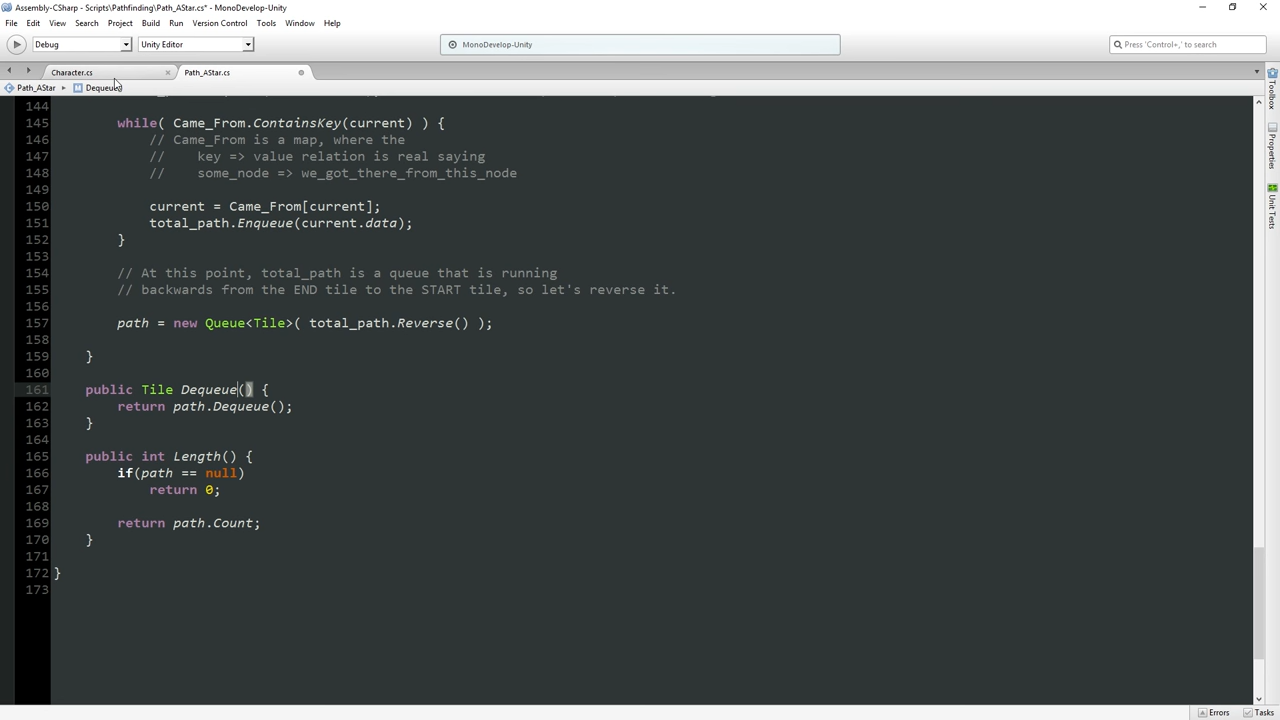 Assembly-CSharp - Scripts\Pathfinding\Path_AStar.cs* - MonoDevelop-Unity
File Edit View Search Project Build Run Version Control Tools Window Help
Debug Unity Editor MonoDevelop-Unity Press 'Control+,' to search
Character.cs Path_AStar.cs
Path_AStar Dequeue()
144
145 while( Came_From.ContainsKey(current) ) {
146 // Came_From is a map, where the
147 //    key => value relation is real saying
148 //    some_node => we_got_there_from_this_node
149
150 current = Came_From[current];
151 total_path.Enqueue(current.data);
152 }
153
154 // At this point, total_path is a queue that is running
155 // backwards from the END tile to the START tile, so let's reverse it.
156
157 path = new Queue<Tile>( total_path.Reverse() );
158
159 }
160
161 public Tile Dequeue() {
162 return path.Dequeue();
163 }
164
165 public int Length() {
166 if(path == null)
167 return 0;
168
169 return path.Count;
170 }
171
172 }
173
Toolbox
Properties
Unit Tests
Errors Tasks